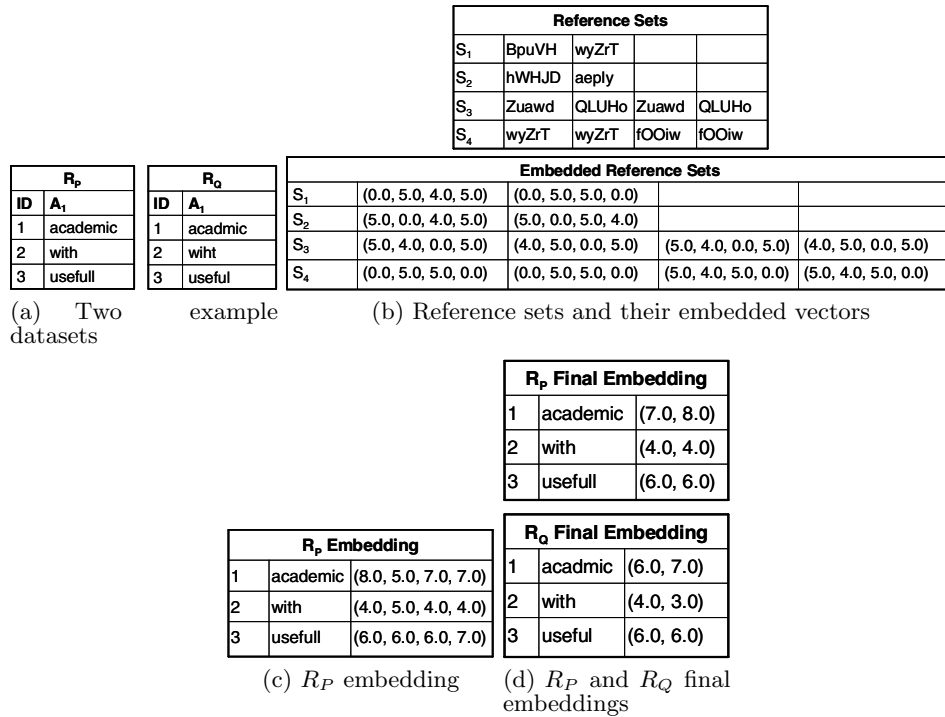 Reference Sets
S1 BpuVH wyZrT
S2 hWHJD aeply
S3 Zuawd QLUHo Zuawd QLUHo
S4 wyZrT wyZrT fOOiw fOOiw
RP
ID A1
1 academic
2 with
3 usefull
RQ
ID A1
1 acadmic
2 wiht
3 useful
Embedded Reference Sets
S1 (0.0, 5.0, 4.0, 5.0) (0.0, 5.0, 5.0, 0.0)
S2 (5.0, 0.0, 4.0, 5.0) (5.0, 0.0, 5.0, 4.0)
S3 (5.0, 4.0, 0.0, 5.0) (4.0, 5.0, 0.0, 5.0) (5.0, 4.0, 0.0, 5.0) (4.0, 5.0, 0.0, 5.0)
S4 (0.0, 5.0, 5.0, 0.0) (0.0, 5.0, 5.0, 0.0) (5.0, 4.0, 5.0, 0.0) (5.0, 4.0, 5.0, 0.0)
(a) Two example
datasets
(b) Reference sets and their embedded vectors
RP Embedding
1 academic (8.0, 5.0, 7.0, 7.0)
2 with (4.0, 5.0, 4.0, 4.0)
3 usefull (6.0, 6.0, 6.0, 7.0)
(c) RP embedding
RP Final Embedding
1 academic (7.0, 8.0)
2 with (4.0, 4.0)
3 usefull (6.0, 6.0)
RQ Final Embedding
1 acadmic (6.0, 7.0)
2 with (4.0, 3.0)
3 useful (6.0, 6.0)
(d) RP and RQ final
embeddings